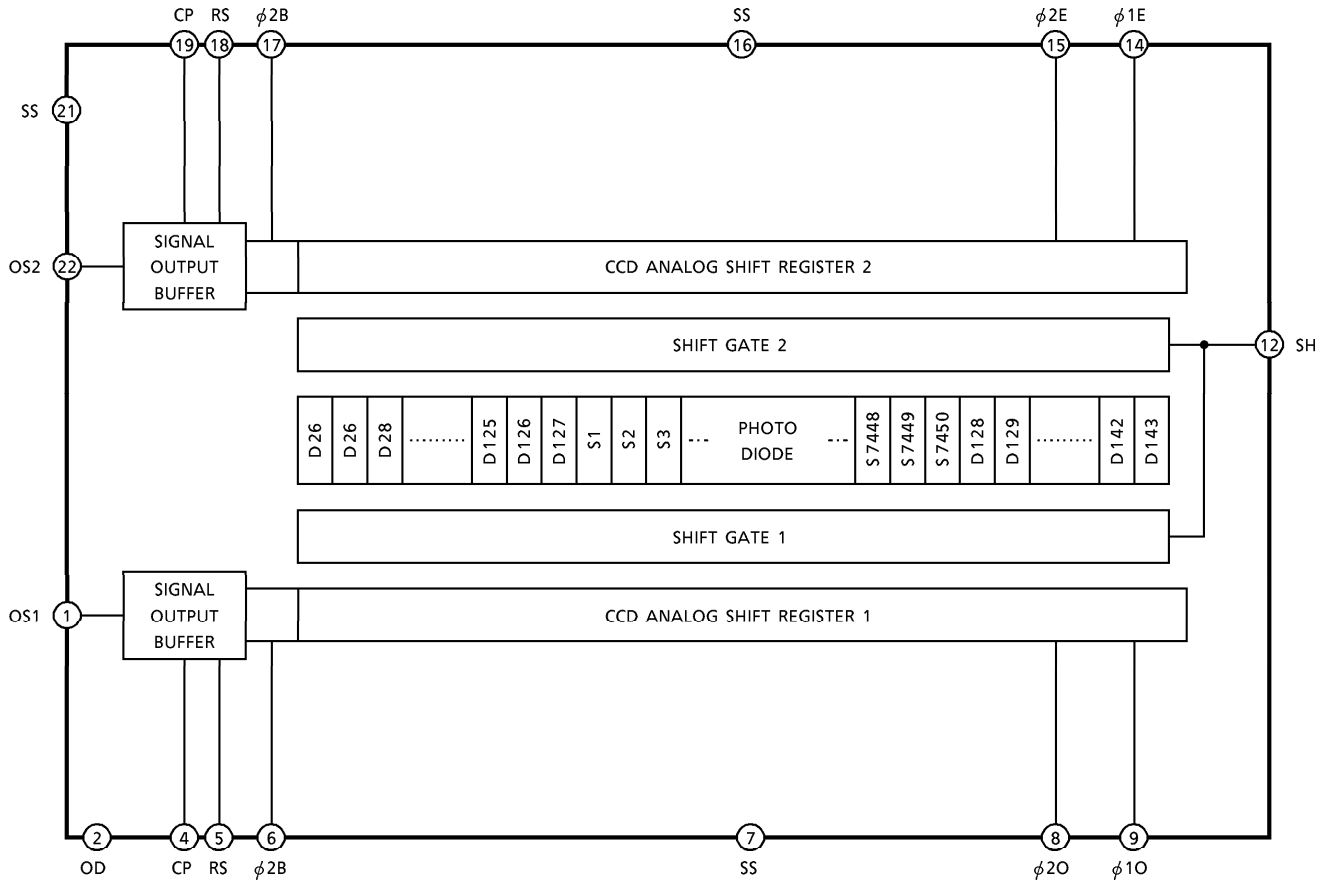 CP RS ϕ2B SS ϕ2E ϕ1E
19 18 17 16 15 14
SS 21
SIGNAL
OUTPUT
BUFFER
OS2 22
CCD ANALOG SHIFT REGISTER 2
SHIFT GATE 2
12 SH
D26 D26 D28 ········· D125 D126 D127 S1 S2 S3 -·- PHOTO DIODE -·- S7448 S7449 S7450 D128 D129 ········· D142 D143
SHIFT GATE 1
SIGNAL
OUTPUT
BUFFER
OS1 1
CCD ANALOG SHIFT REGISTER 1
2 4 5 6 7 8 9
OD CP RS ϕ2B SS ϕ2O ϕ1O